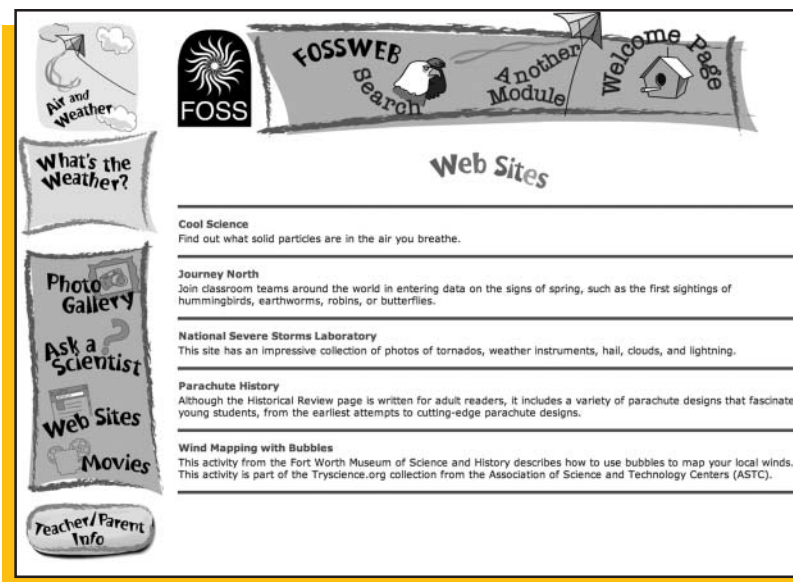 Air and
Weather
What's the
Weather?
Photo
Gallery
Ask a
Scientist
Web Sites
Movies
Teacher/Parent
Info
FOSS
FOSSWEB
Search
Another
Module
Welcome Page
Web Sites
Cool Science
Find out what solid particles are in the air you breathe.
Journey North
Join classroom teams around the world in entering data on the signs of spring, such as the first sightings of
hummingbirds, earthworms, robins, or butterflies.
National Severe Storms Laboratory
This site has an impressive collection of photos of tornados, weather instruments, hail, clouds, and lightning.
Parachute History
Although the Historical Review page is written for adult readers, it includes a variety of parachute designs that fascinate
young students, from the earliest attempts to cutting-edge parachute designs.
Wind Mapping with Bubbles
This activity from the Fort Worth Museum of Science and History describes how to use bubbles to map your local winds.
This activity is part of the Tryscience.org collection from the Association of Science and Technology Centers (ASTC).